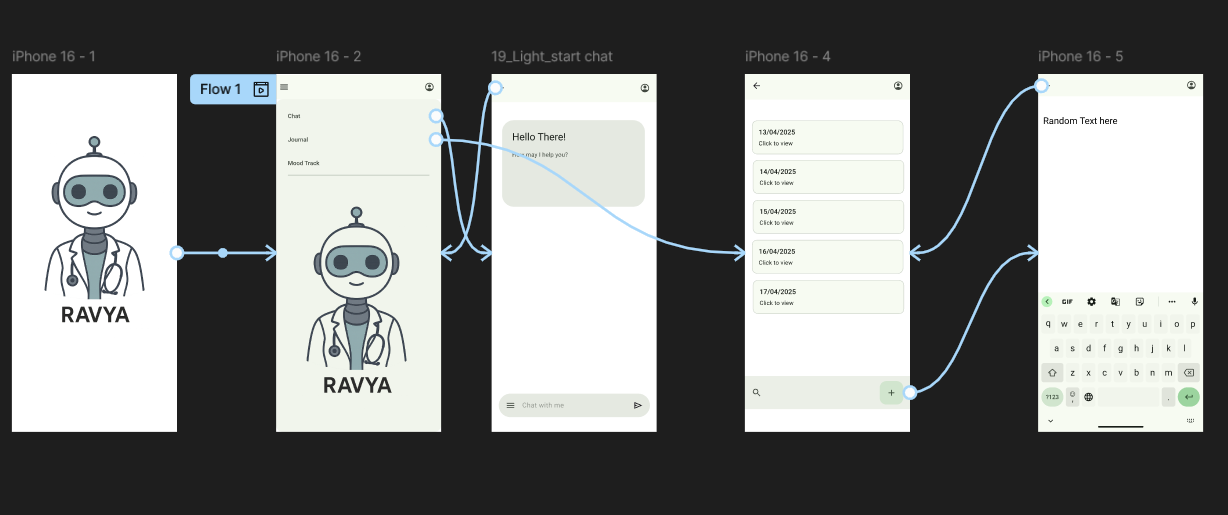 iPhone 16 - 1
RAVYA
Flow 1
iPhone 16 - 2
Chat
Journal
Mood Track
RAVYA
19_Light_start chat
Hello There!
How may I help you?
Chat with me
iPhone 16 - 4
13/04/2025
Click to view
14/04/2025
Click to view
15/04/2025
Click to view
16/04/2025
Click to view
17/04/2025
Click to view
iPhone 16 - 5
Random Text here
GIF
q w e r t y u i o p
a s d f g h j k l
z x c v b n m
?123 , .